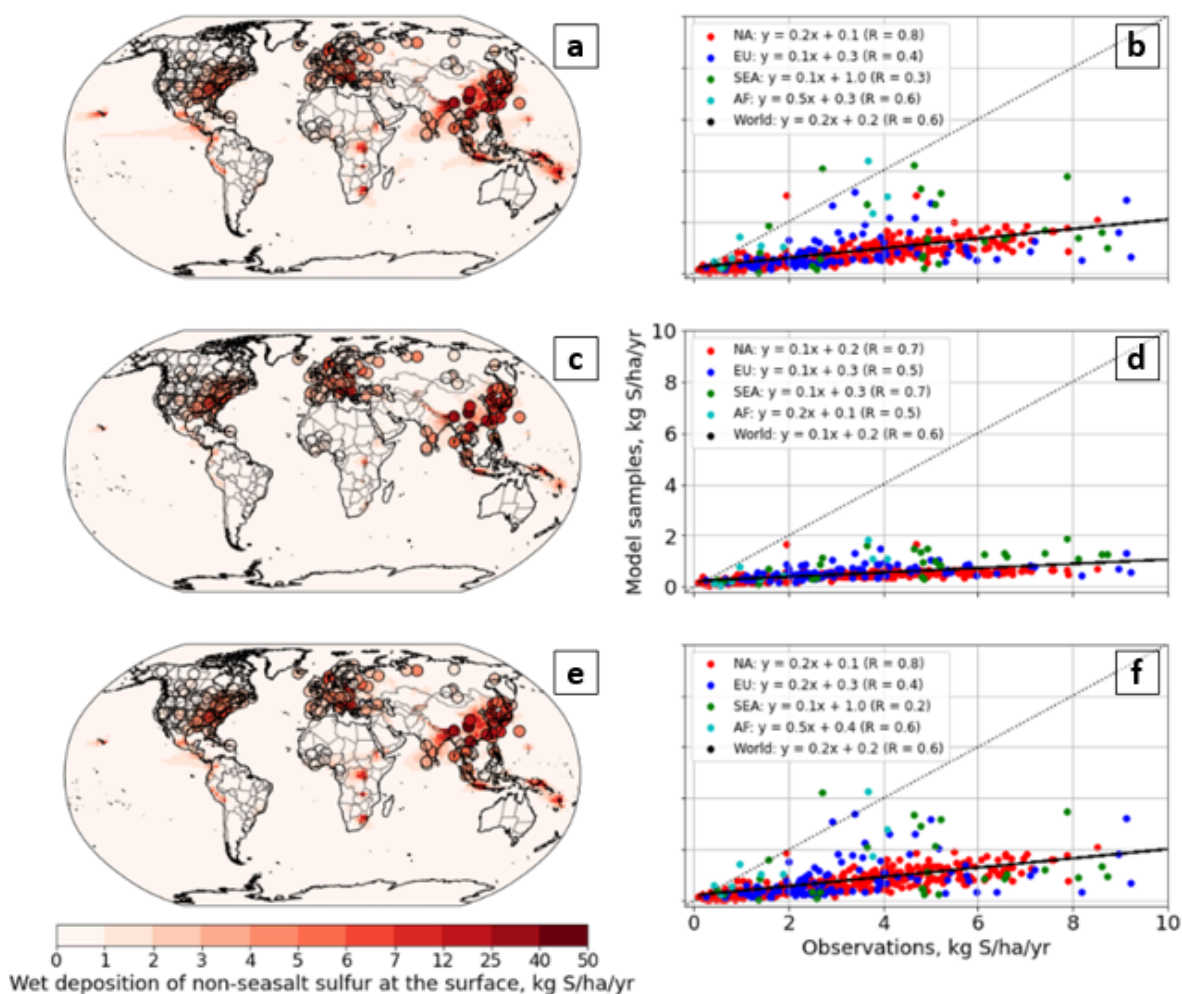 a
b
NA: y = 0.2x + 0.1 (R = 0.8)
EU: y = 0.1x + 0.3 (R = 0.4)
SEA: y = 0.1x + 1.0 (R = 0.3)
AF: y = 0.5x + 0.3 (R = 0.6)
World: y = 0.2x + 0.2 (R = 0.6)
c
d
NA: y = 0.1x + 0.2 (R = 0.7)
EU: y = 0.1x + 0.3 (R = 0.5)
SEA: y = 0.1x + 0.3 (R = 0.7)
AF: y = 0.2x + 0.1 (R = 0.5)
World: y = 0.1x + 0.2 (R = 0.6)
10
8
6
4
2
0
Model samples, kg S/ha/yr
e
f
NA: y = 0.2x + 0.1 (R = 0.8)
EU: y = 0.2x + 0.3 (R = 0.4)
SEA: y = 0.1x + 1.0 (R = 0.2)
AF: y = 0.5x + 0.4 (R = 0.6)
World: y = 0.2x + 0.2 (R = 0.6)
0 2 4 6 8 10
Observations, kg S/ha/yr
0 1 2 3 4 5 6 7 12 25 40 50
Wet deposition of non-seasalt sulfur at the surface, kg S/ha/yr